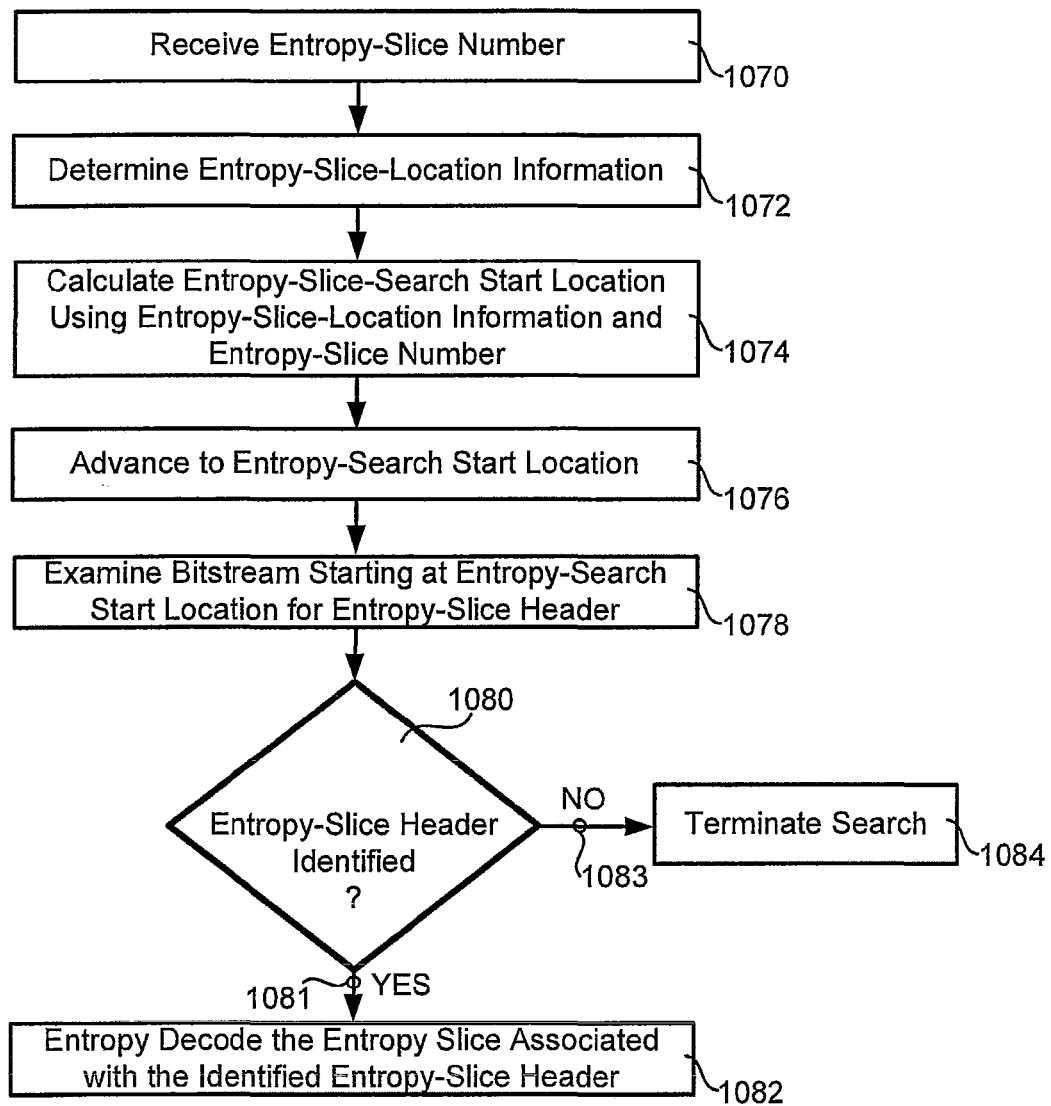 Receive Entropy-Slice Number
1070
Determine Entropy-Slice-Location Information
1072
Calculate Entropy-Slice-Search Start Location
Using Entropy-Slice-Location Information and
Entropy-Slice Number
1074
Advance to Entropy-Search Start Location
1076
Examine Bitstream Starting at Entropy-Search
Start Location for Entropy-Slice Header
1078
1080
Entropy-Slice Header
Identified
?
NO
1083
Terminate Search
1084
1081
YES
Entropy Decode the Entropy Slice Associated
with the Identified Entropy-Slice Header
1082